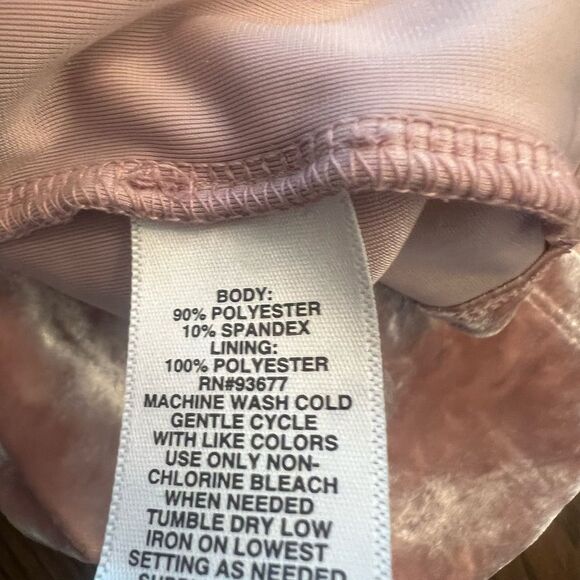 BODY:
90% POLYESTER
10% SPANDEX
LINING:
100% POLYESTER
RN#93677
MACHINE WASH COLD
GENTLE CYCLE
WITH LIKE COLORS
USE ONLY NON-
CHLORINE BLEACH
WHEN NEEDED
TUMBLE DRY LOW
IRON ON LOWEST
SETTING AS NEEDED